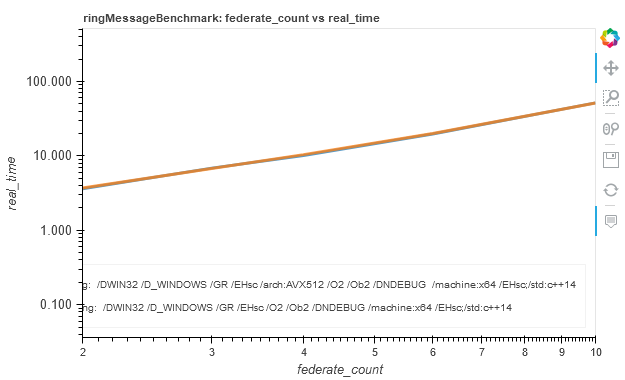 ringMessageBenchmark: federate_count vs real_time
100.000
10.000
1.000
0.100
real_time
g: /DWIN32 /D_WINDOWS /GR /EHsc /arch:AVX512 /O2 /Ob2 /DNDEBUG /machine:x64 /EHsc;/std:c++14
ng: /DWIN32 /D_WINDOWS /GR /EHsc /O2 /Ob2 /DNDEBUG /machine:x64 /EHsc;/std:c++14
2 3 4 5 6 7 8 9 10
federate_count